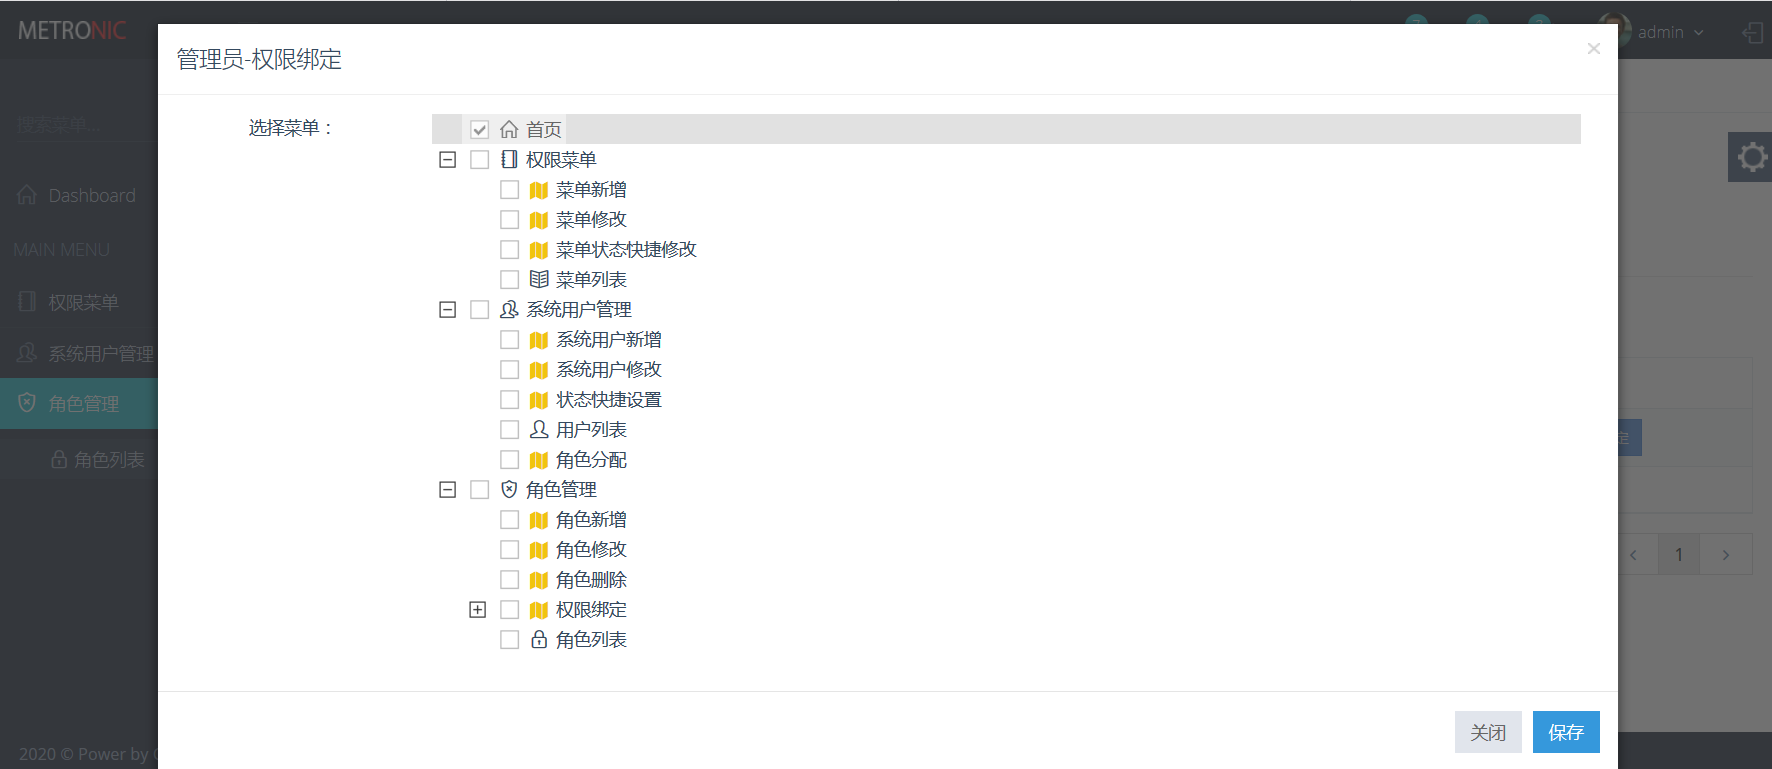 METRONIC
admin
管理员-权限绑定
×
搜索菜单...
选择菜单：
首页
权限菜单
菜单新增
菜单修改
菜单状态快捷修改
菜单列表
系统用户管理
系统用户新增
系统用户修改
状态快捷设置
用户列表
角色分配
角色管理
角色新增
角色修改
角色删除
权限绑定
角色列表
Dashboard
MAIN MENU
权限菜单
系统用户管理
角色管理
角色列表
1
关闭
保存
2020 © Power by